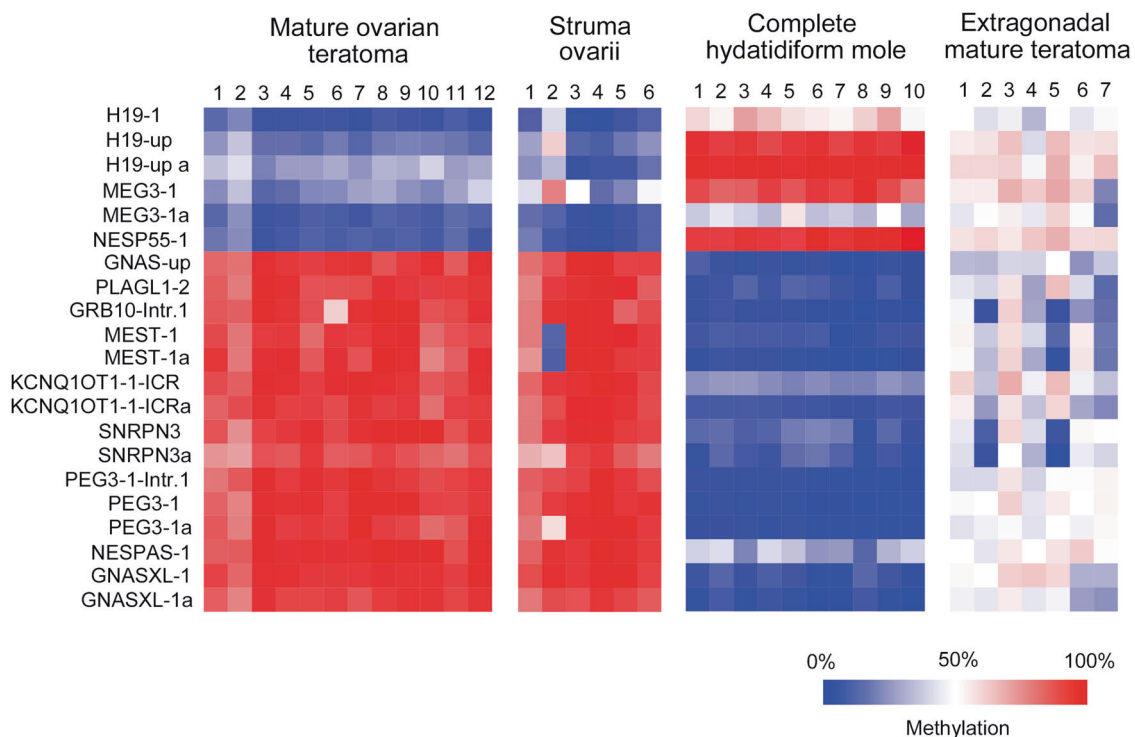 Mature ovarian
teratoma
Struma
ovarii
Complete
hydatidiform mole
Extragonadal
mature teratoma
1 2 3 4 5 6 7 8 9 10 11 12
1 2 3 4 5 6
1 2 3 4 5 6 7 8 9 10
1 2 3 4 5 6 7
H19-1
H19-up
H19-up a
MEG3-1
MEG3-1a
NESP55-1
GNAS-up
PLAGL1-2
GRB10-Intr.1
MEST-1
MEST-1a
KCNQ1OT1-1-ICR
KCNQ1OT1-1-ICRa
SNRPN3
SNRPN3a
PEG3-1-Intr.1
PEG3-1
PEG3-1a
NESPAS-1
GNASXL-1
GNASXL-1a
0% 50% 100%
Methylation